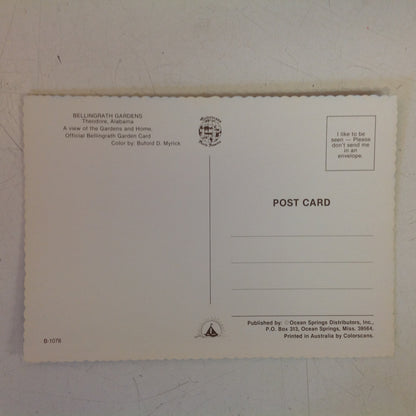 BELLINGRATH GARDENS
Theodore, Alabama
A view of the Gardens and Home.
Official Bellingrath Garden Card
Color by: Buford D. Myrick
I like to be
seen — Please
don't send me
in an
envelope.
POST CARD
B-1078
Published by: ©Ocean Springs Distributors, Inc.,
P.O. Box 313, Ocean Springs, Miss. 39564.
Printed in Australia by Colorscans.